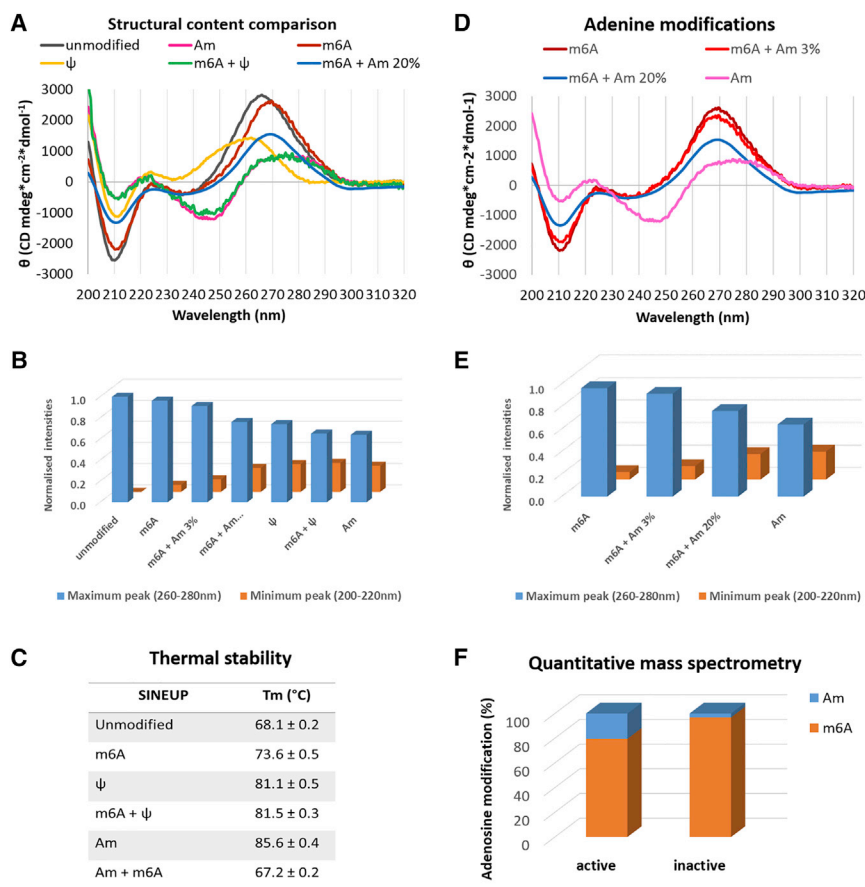 A
Structural content comparison
unmodified Am m6A
ψ m6A + ψ m6A + Am 20%
θ (CD mdeg*cm-2*dmol-1)
3000
2000
1000
0
-1000
-2000
-3000
200 210 220 230 240 250 260 270 280 290 300 310 320
Wavelength (nm)
D
Adenine modifications
m6A m6A + Am 3%
m6A + Am 20% Am
θ (CD mdeg*cm-2*dmol-1)
3000
2000
1000
0
-1000
-2000
-3000
200 210 220 230 240 250 260 270 280 290 300 310 320
Wavelength (nm)
B
Normalised intensities
1.0
0.8
0.6
0.4
0.2
0.0
unmodified
m6A
m6A + Am 3%
m6A + Am...
ψ
m6A + ψ
Am
Maximum peak (260-280nm) Minimum peak (200-220nm)
E
Normalised intensities
1.0
0.8
0.6
0.4
0.2
0.0
m6A
m6A + Am 3%
m6A + Am 20%
Am
Maximum peak (260-280nm) Minimum peak (200-220nm)
C
Thermal stability
SINEUP Tm (°C)
Unmodified 68.1 ± 0.2
m6A 73.6 ± 0.5
ψ 81.1 ± 0.5
m6A + ψ 81.5 ± 0.3
Am 85.6 ± 0.4
Am + m6A 67.2 ± 0.2
F
Quantitative mass spectrometry
Adenosine modification (%)
100
80
60
40
20
0
active inactive
Am
m6A